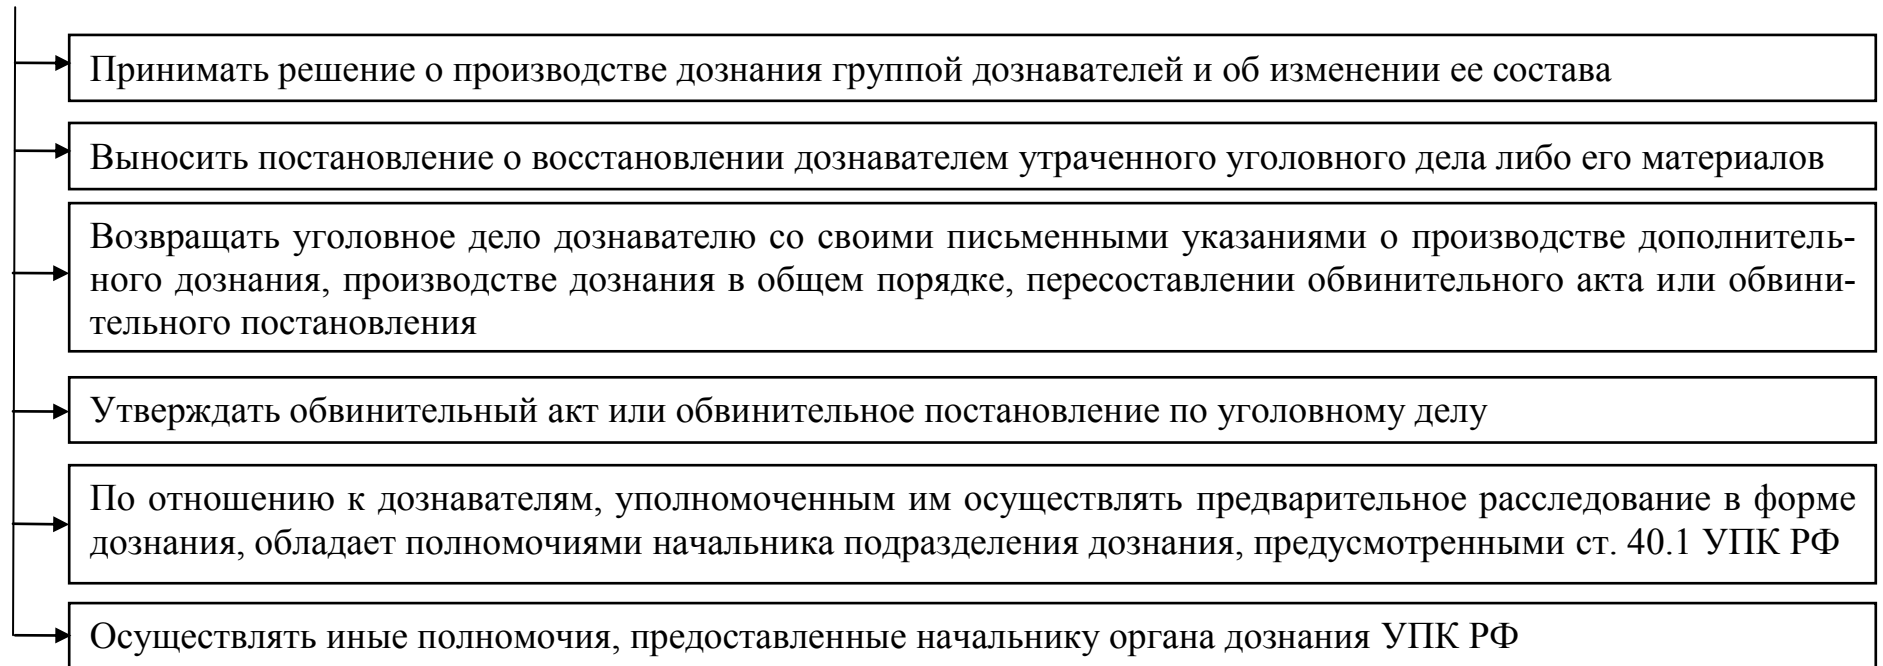 Принимать решение о производстве дознания группой дознавателей и об изменении ее состава
Выносить постановление о восстановлении дознавателем утраченного уголовного дела либо его материалов
Возвращать уголовное дело дознавателю со своими письменными указаниями о производстве дополнитель-
ного дознания, производстве дознания в общем порядке, пересоставлении обвинительного акта или обвини-
тельного постановления
Утверждать обвинительный акт или обвинительное постановление по уголовному делу
По отношению к дознавателям, уполномоченным им осуществлять предварительное расследование в форме
дознания, обладает полномочиями начальника подразделения дознания, предусмотренными ст. 40.1 УПК РФ
Осуществлять иные полномочия, предоставленные начальнику органа дознания УПК РФ